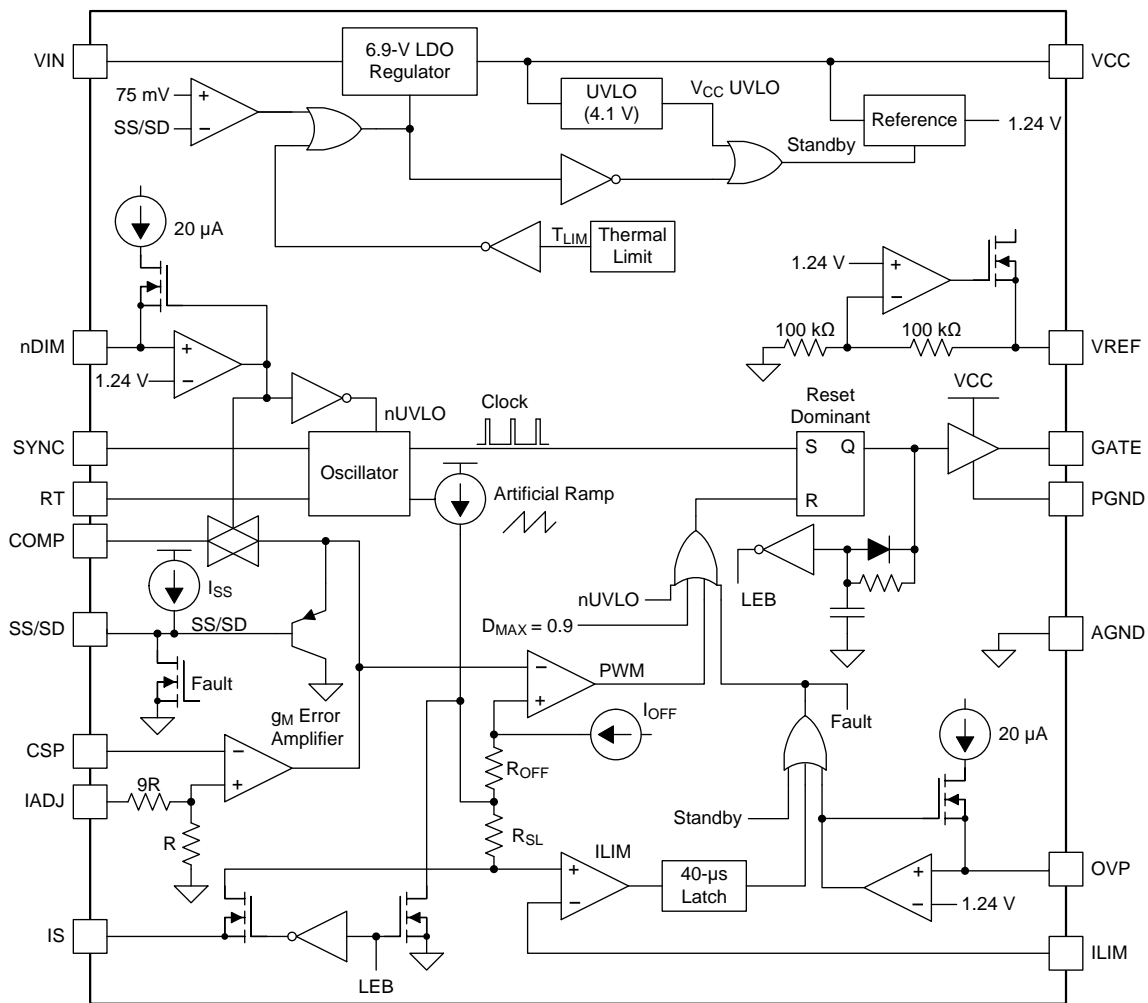 VIN
6.9-V LDO
Regulator
VCC
75 mV
SS/SD
+
−
UVLO
(4.1 V)
VCC UVLO
Standby
Reference
1.24 V
20 µA
TLIM
Thermal
Limit
1.24 V
+
−
100 kΩ
100 kΩ
nDIM
+
−
1.24 V
VREF
VCC
nUVLO
Clock
Reset
Dominant
SYNC
Oscillator
S
Q
R
GATE
RT
Artificial Ramp
PGND
COMP
ISS
LEB
nUVLO
DMAX = 0.9
SS/SD
SS/SD
AGND
Fault
−
+
PWM
IOFF
Fault
gM Error
Amplifier
20 µA
CSP
−
+
ROFF
IADJ
9R
R
Standby
RSL
ILIM
+
−
40-µs
Latch
+
−
1.24 V
OVP
IS
LEB
ILIM